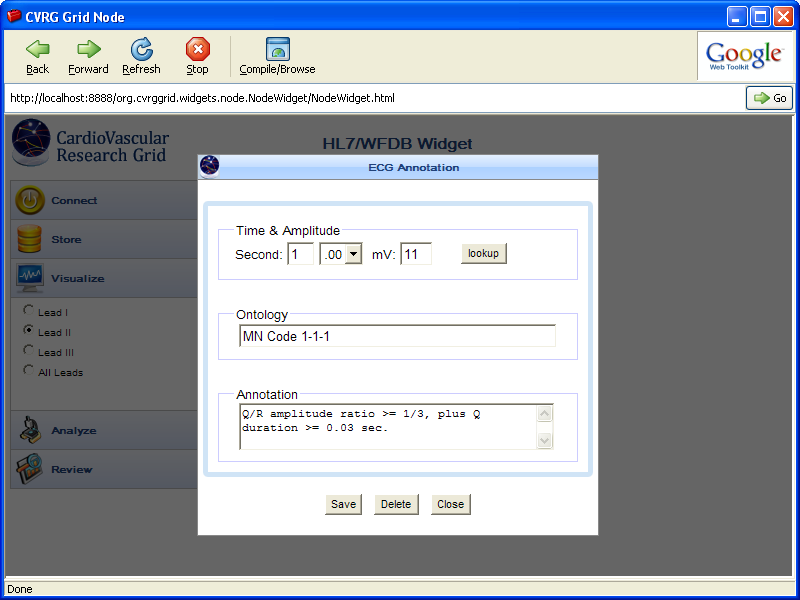 CVRG Grid Node
Back Forward Refresh Stop Compile/Browse
Google
Web Toolkit
http://localhost:8888/org.cvrggrid.widgets.node.NodeWidget/NodeWidget.html Go
CardioVascular
Research Grid
HL7/WFDB Widget
ECG Annotation
Connect
Store
Visualize
Lead I
Lead II
Lead III
All Leads
Analyze
Review
Time & Amplitude
Second: 1 .00 mV: 11 lookup
Ontology
MN Code 1-1-1
Annotation
Q/R amplitude ratio >= 1/3, plus Q
duration >= 0.03 sec.
Save Delete Close
Done